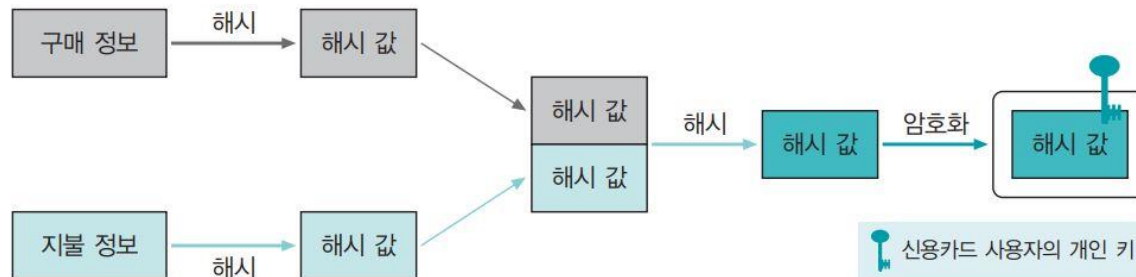 구매 정보
해시
해시 값
해시 값
해시 값
해시
해시 값
암호화
해시 값
지불 정보
해시
해시 값
신용카드 사용자의 개인 키